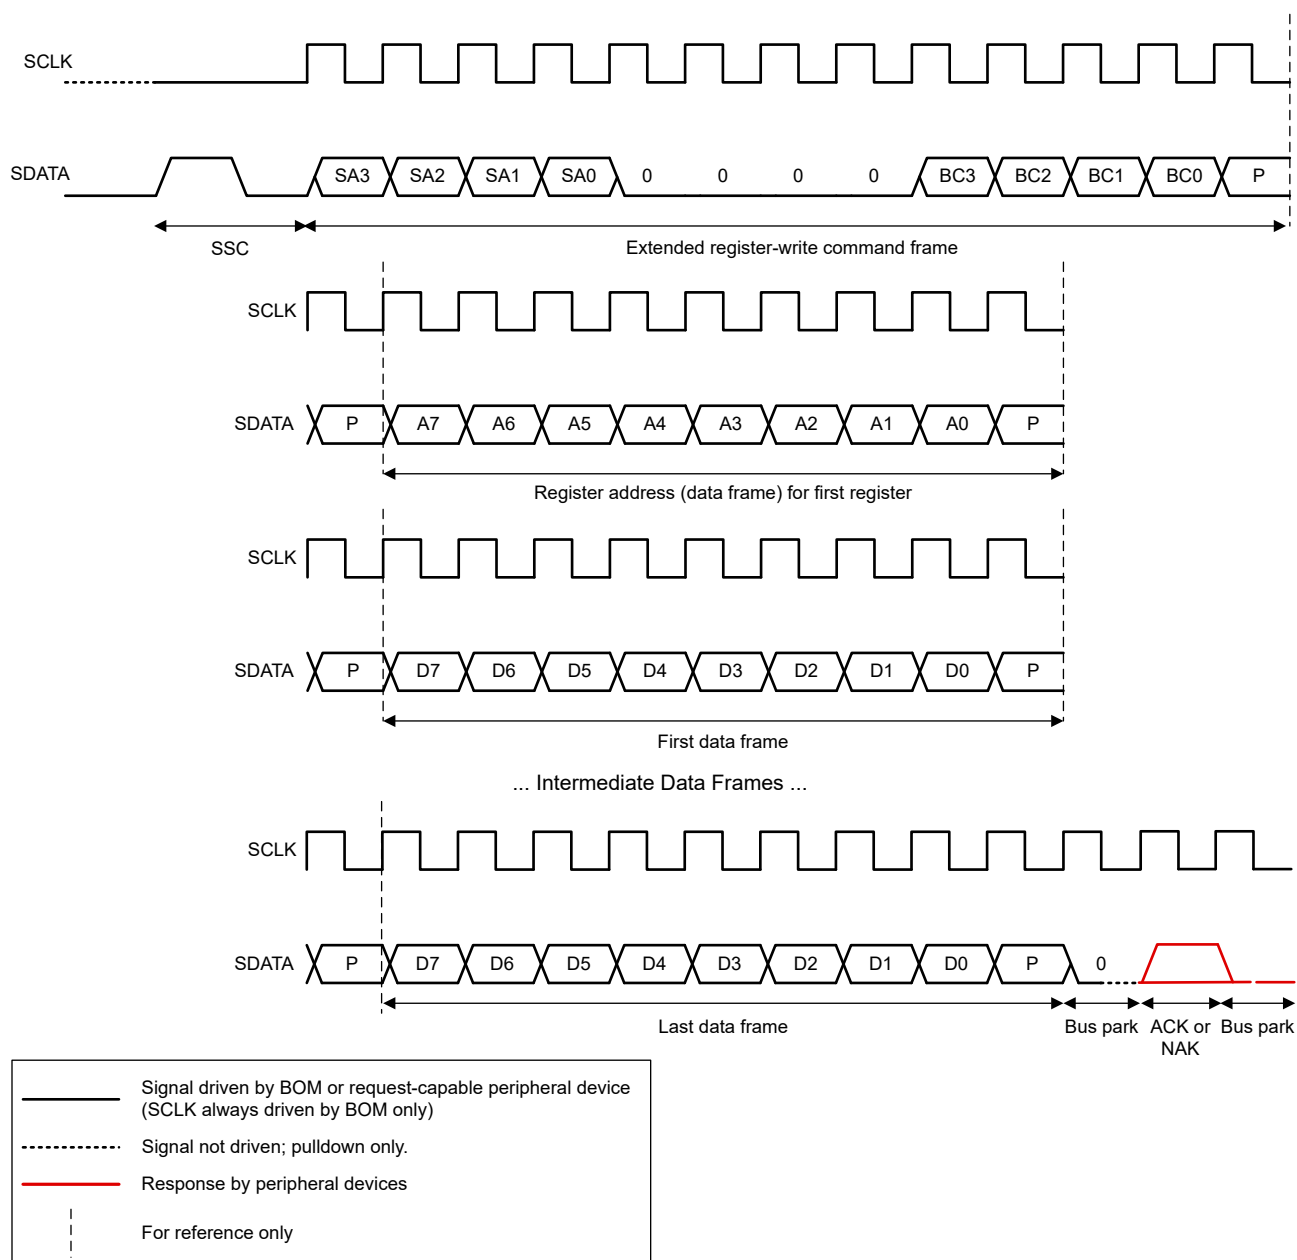 SCLK
SDATA SA3 SA2 SA1 SA0 0 0 0 0 BC3 BC2 BC1 BC0 P
SSC Extended register-write command frame
SCLK
SDATA P A7 A6 A5 A4 A3 A2 A1 A0 P
Register address (data frame) for first register
SCLK
SDATA P D7 D6 D5 D4 D3 D2 D1 D0 P
First data frame
... Intermediate Data Frames ...
SCLK
SDATA P D7 D6 D5 D4 D3 D2 D1 D0 P 0
Last data frame Bus park ACK or Bus park
NAK
Signal driven by BOM or request-capable peripheral device
(SCLK always driven by BOM only)
Signal not driven; pulldown only.
Response by peripheral devices
For reference only